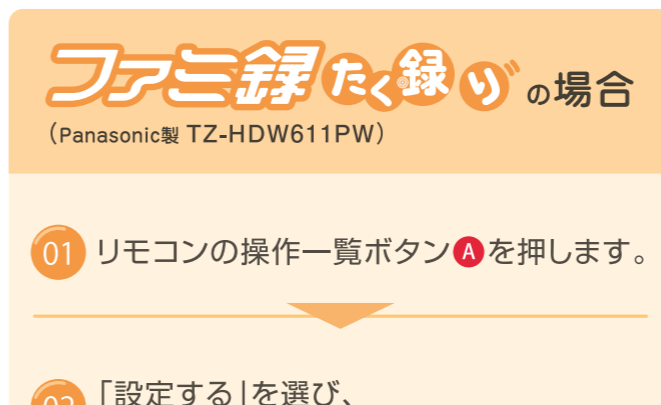 ファミ録 たく録り゛の場合
（Panasonic製 TZ-HDW611PW）
01 リモコンの操作一覧ボタンAを押します。
02 「設定する」を選び、